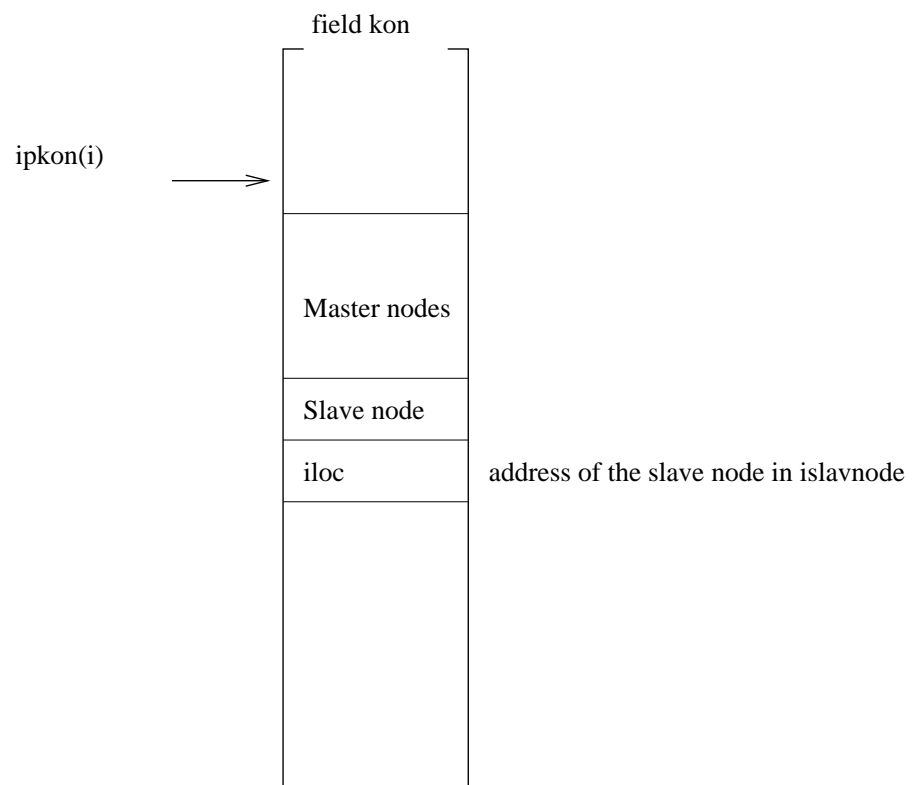 field kon
ipkon(i)
Master nodes
Slave node
iloc
address of the slave node in islavnode